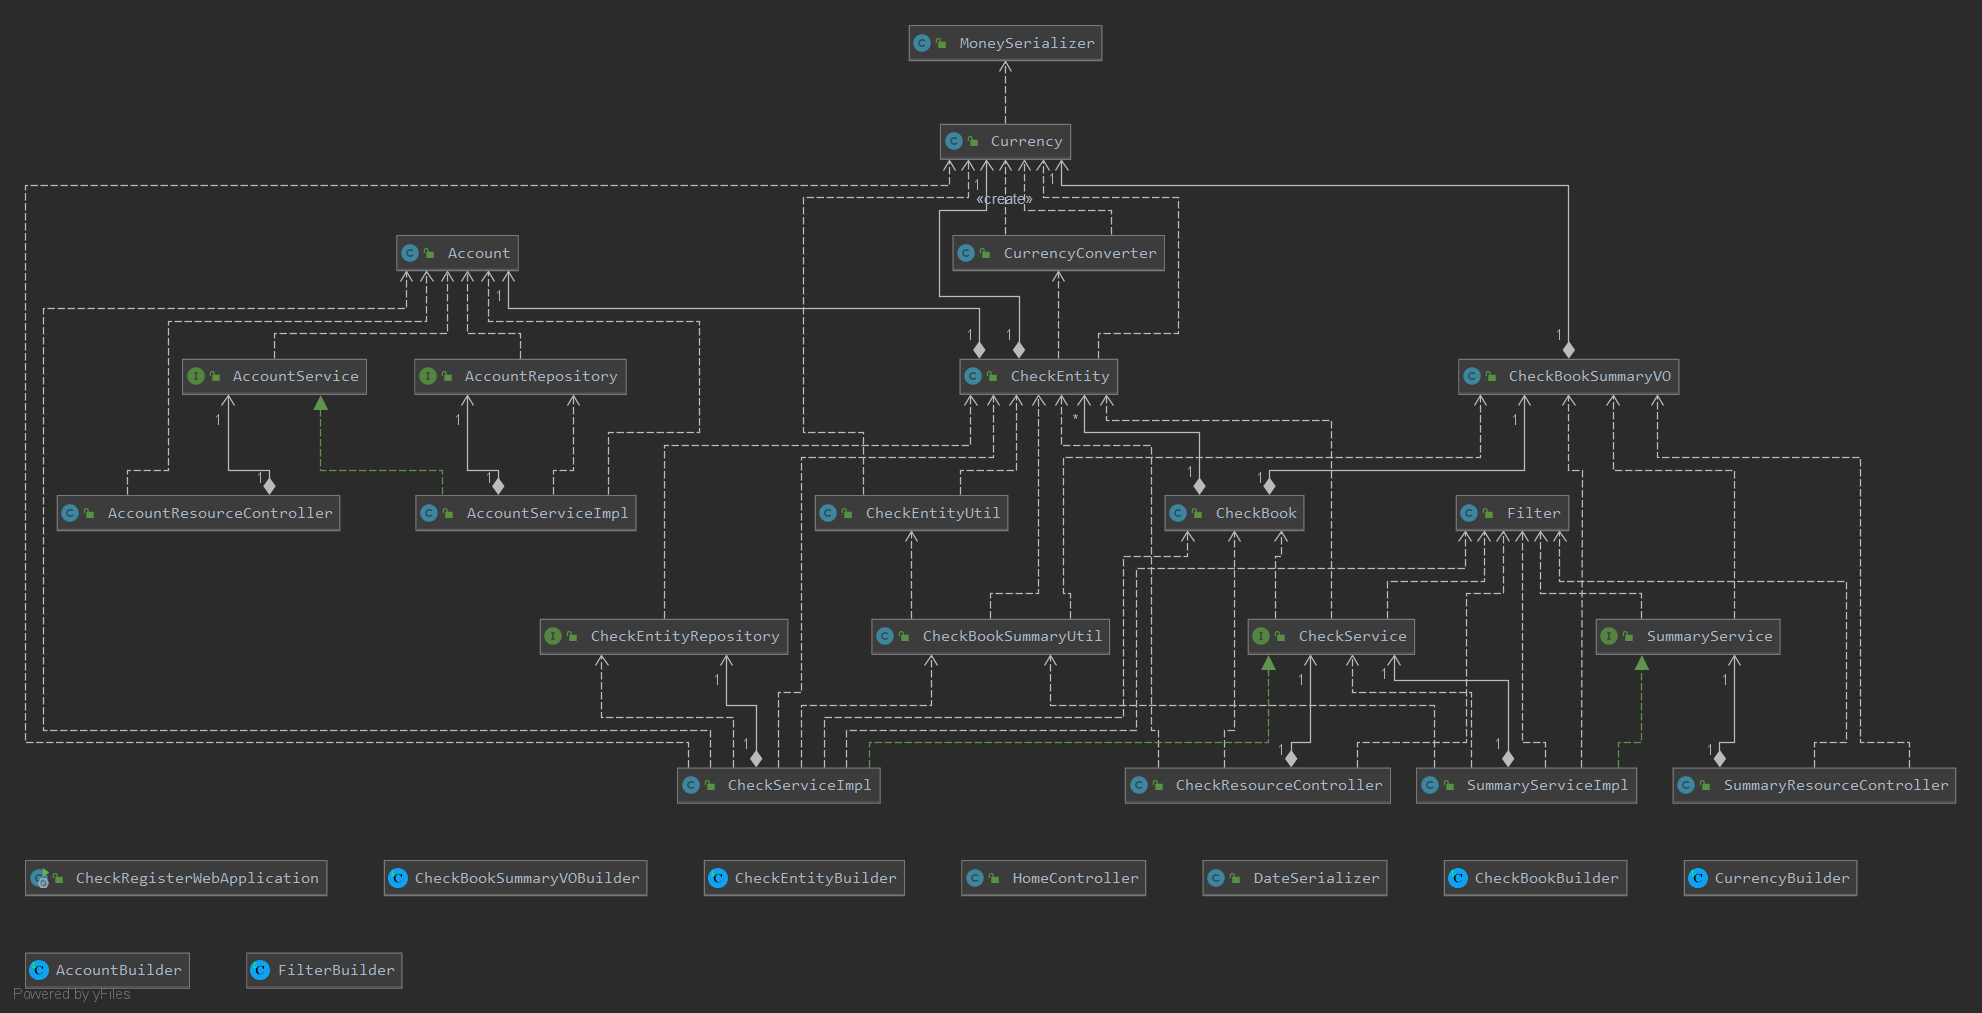 MoneySerializer
Currency
1
1
«create»
Account
CurrencyConverter
1
1
1
1
AccountService
AccountRepository
CheckEntity
CheckBookSummaryVO
1
1
*
1
1
1
1
1
AccountResourceController
AccountServiceImpl
CheckEntityUtil
CheckBook
Filter
CheckEntityRepository
CheckBookSummaryUtil
CheckService
SummaryService
1
1
1
1
1
1
1
1
CheckServiceImpl
CheckResourceController
SummaryServiceImpl
SummaryResourceController
CheckRegisterWebApplication
CheckBookSummaryVOBuilder
CheckEntityBuilder
HomeController
DateSerializer
CheckBookBuilder
CurrencyBuilder
AccountBuilder
FilterBuilder
Powered by yFiles